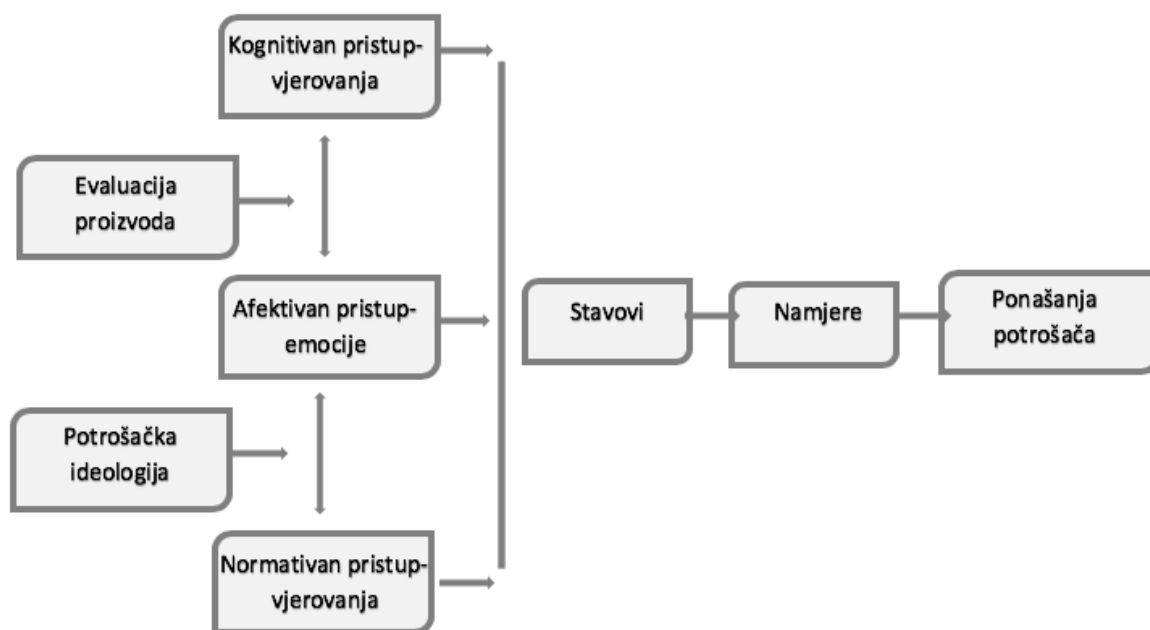 Kognitivan pristup-
vjerovanja
Evaluacija
proizvoda
Afektivan pristup-
emocije
Potrošačka
ideologija
Normativan pristup-
vjerovanja
Stavovi
Namjere
Ponašanja
potrošača